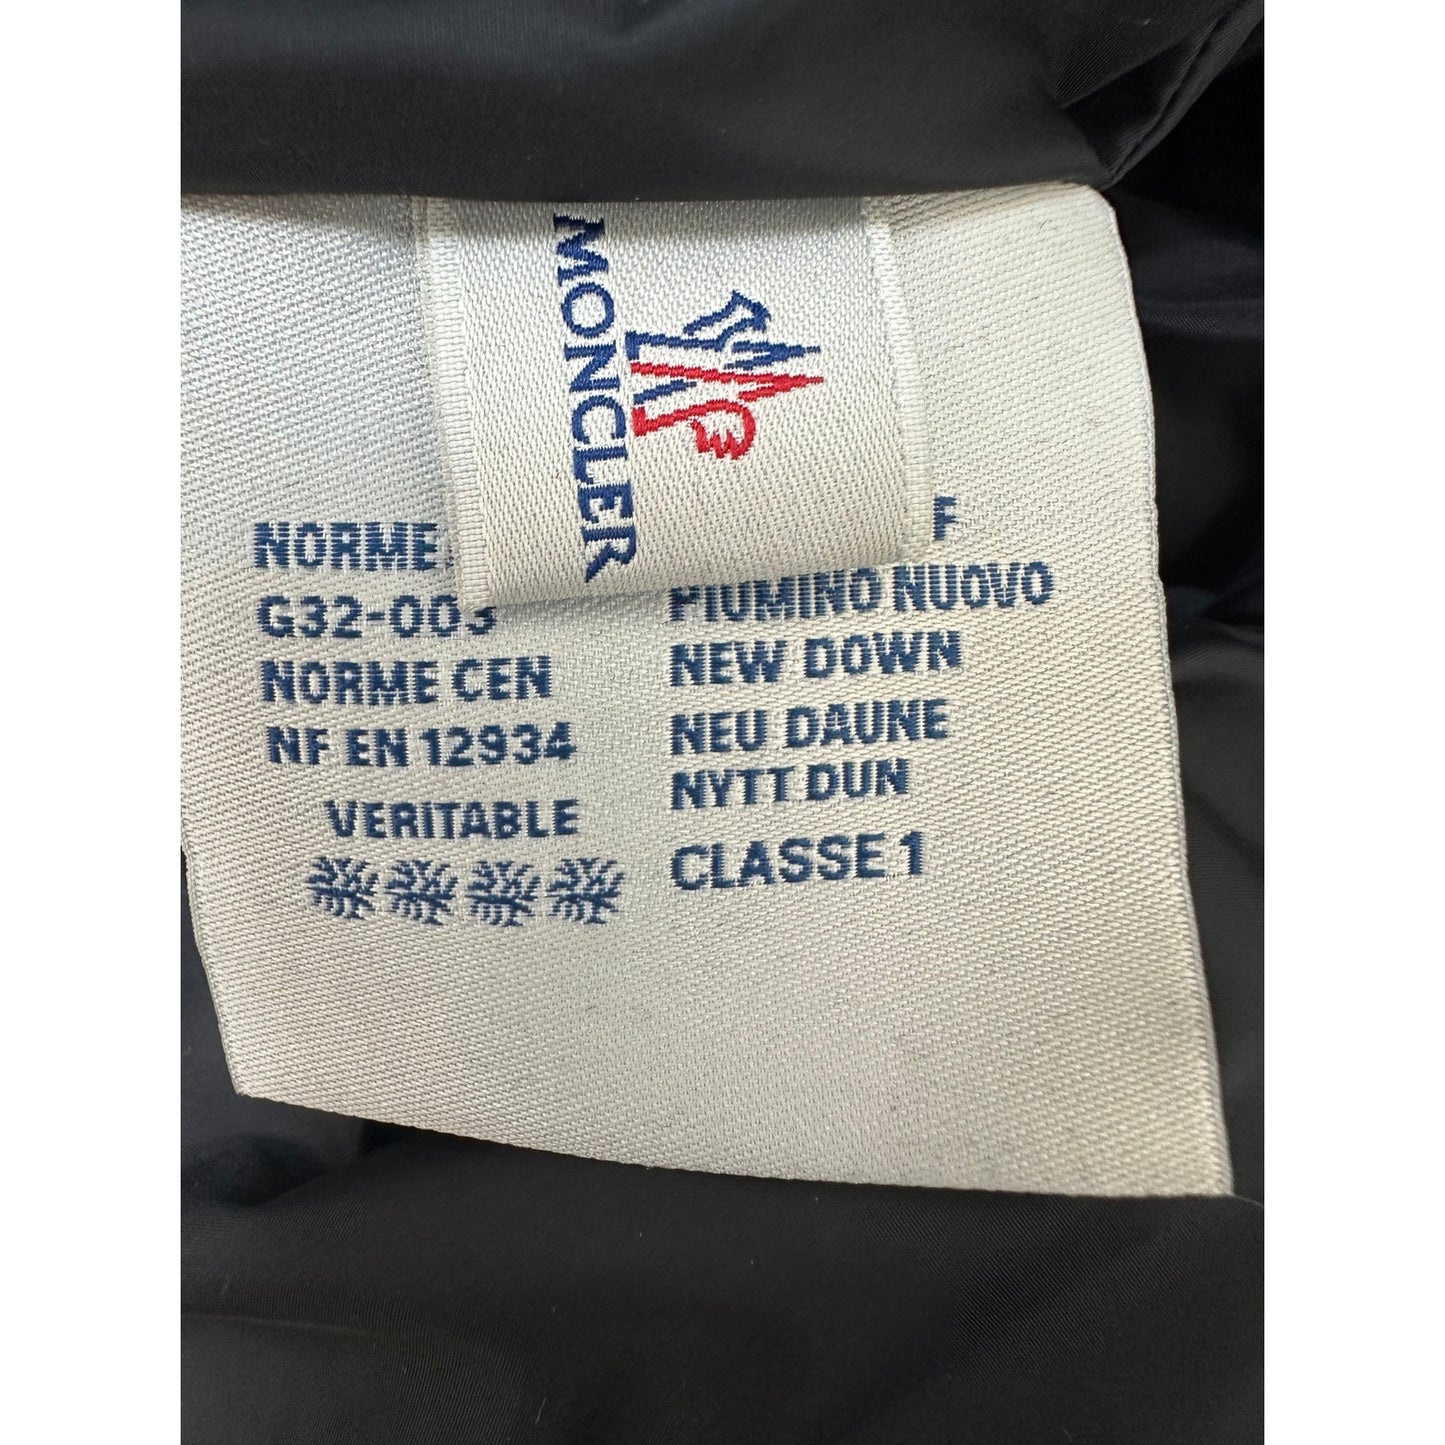 MONCLER
NORME
G32-003
NORME CEN
NF EN 12934
VERITABLE
F
PIUMINO NUOVO
NEW DOWN
NEU DAUNE
NYTT DUN
CLASSE 1